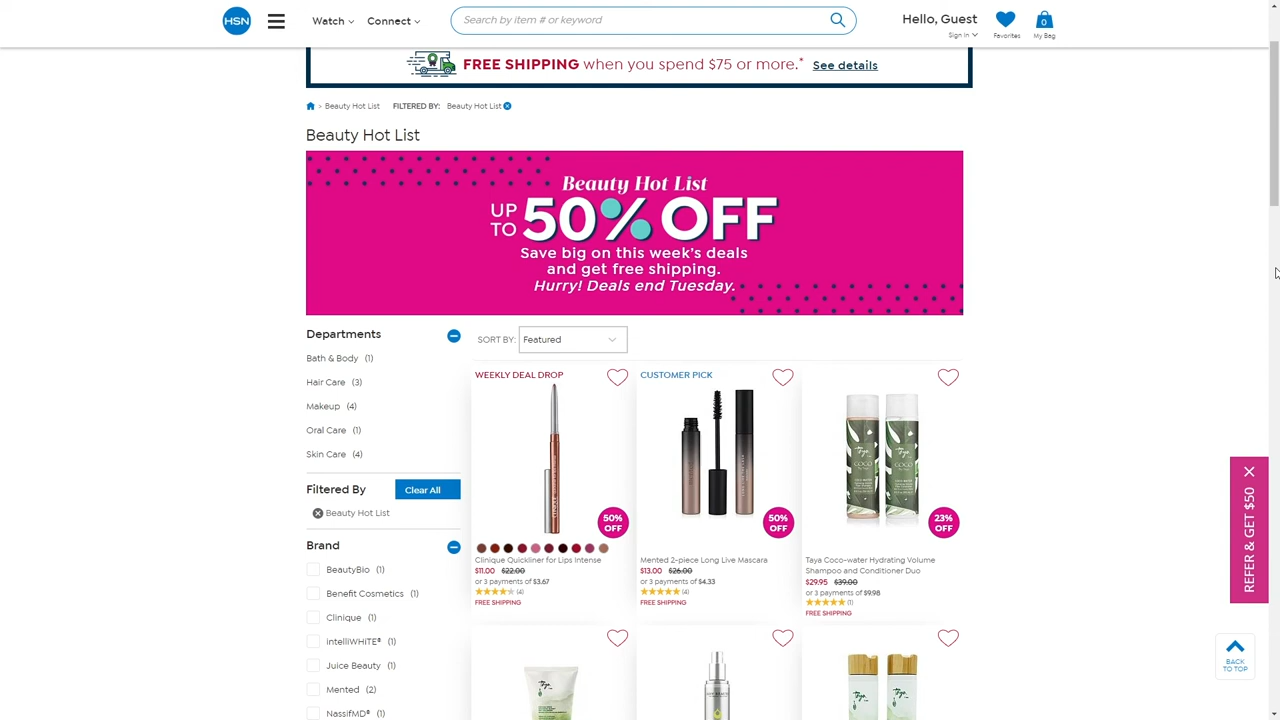 HSN
Watch
Connect
Search by item # or keyword
Hello, Guest
Sign In
Favorites
0
My Bag
FREE SHIPPING when you spend $75 or more.* See details
> Beauty Hot List FILTERED BY: Beauty Hot List
Beauty Hot List
Beauty Hot List
UP TO 50% OFF
Save big on this week's deals
and get free shipping.
Hurry! Deals end Tuesday.
Departments
Bath & Body (1)
Hair Care (3)
Makeup (4)
Oral Care (1)
Skin Care (4)
Filtered By
Clear All
Beauty Hot List
Brand
BeautyBio (1)
Benefit Cosmetics (1)
Clinique (1)
intelliWHiTE® (1)
Juice Beauty (1)
Mented (2)
NassifMD® (1)
SORT BY: Featured
WEEKLY DEAL DROP
50%
OFF
Clinique Quickliner for Lips Intense
$11.00 $22.00
or 3 payments of $3.67
(4)
FREE SHIPPING
CUSTOMER PICK
50%
OFF
Mented 2-piece Long Live Mascara
$13.00 $26.00
or 3 payments of $4.33
(4)
FREE SHIPPING
taya
COCO
23%
OFF
Taya Coco-water Hydrating Volume
Shampoo and Conditioner Duo
$29.95 $39.00
or 3 payments of $9.98
(1)
FREE SHIPPING
REFER & GET $50
BACK
TO TOP